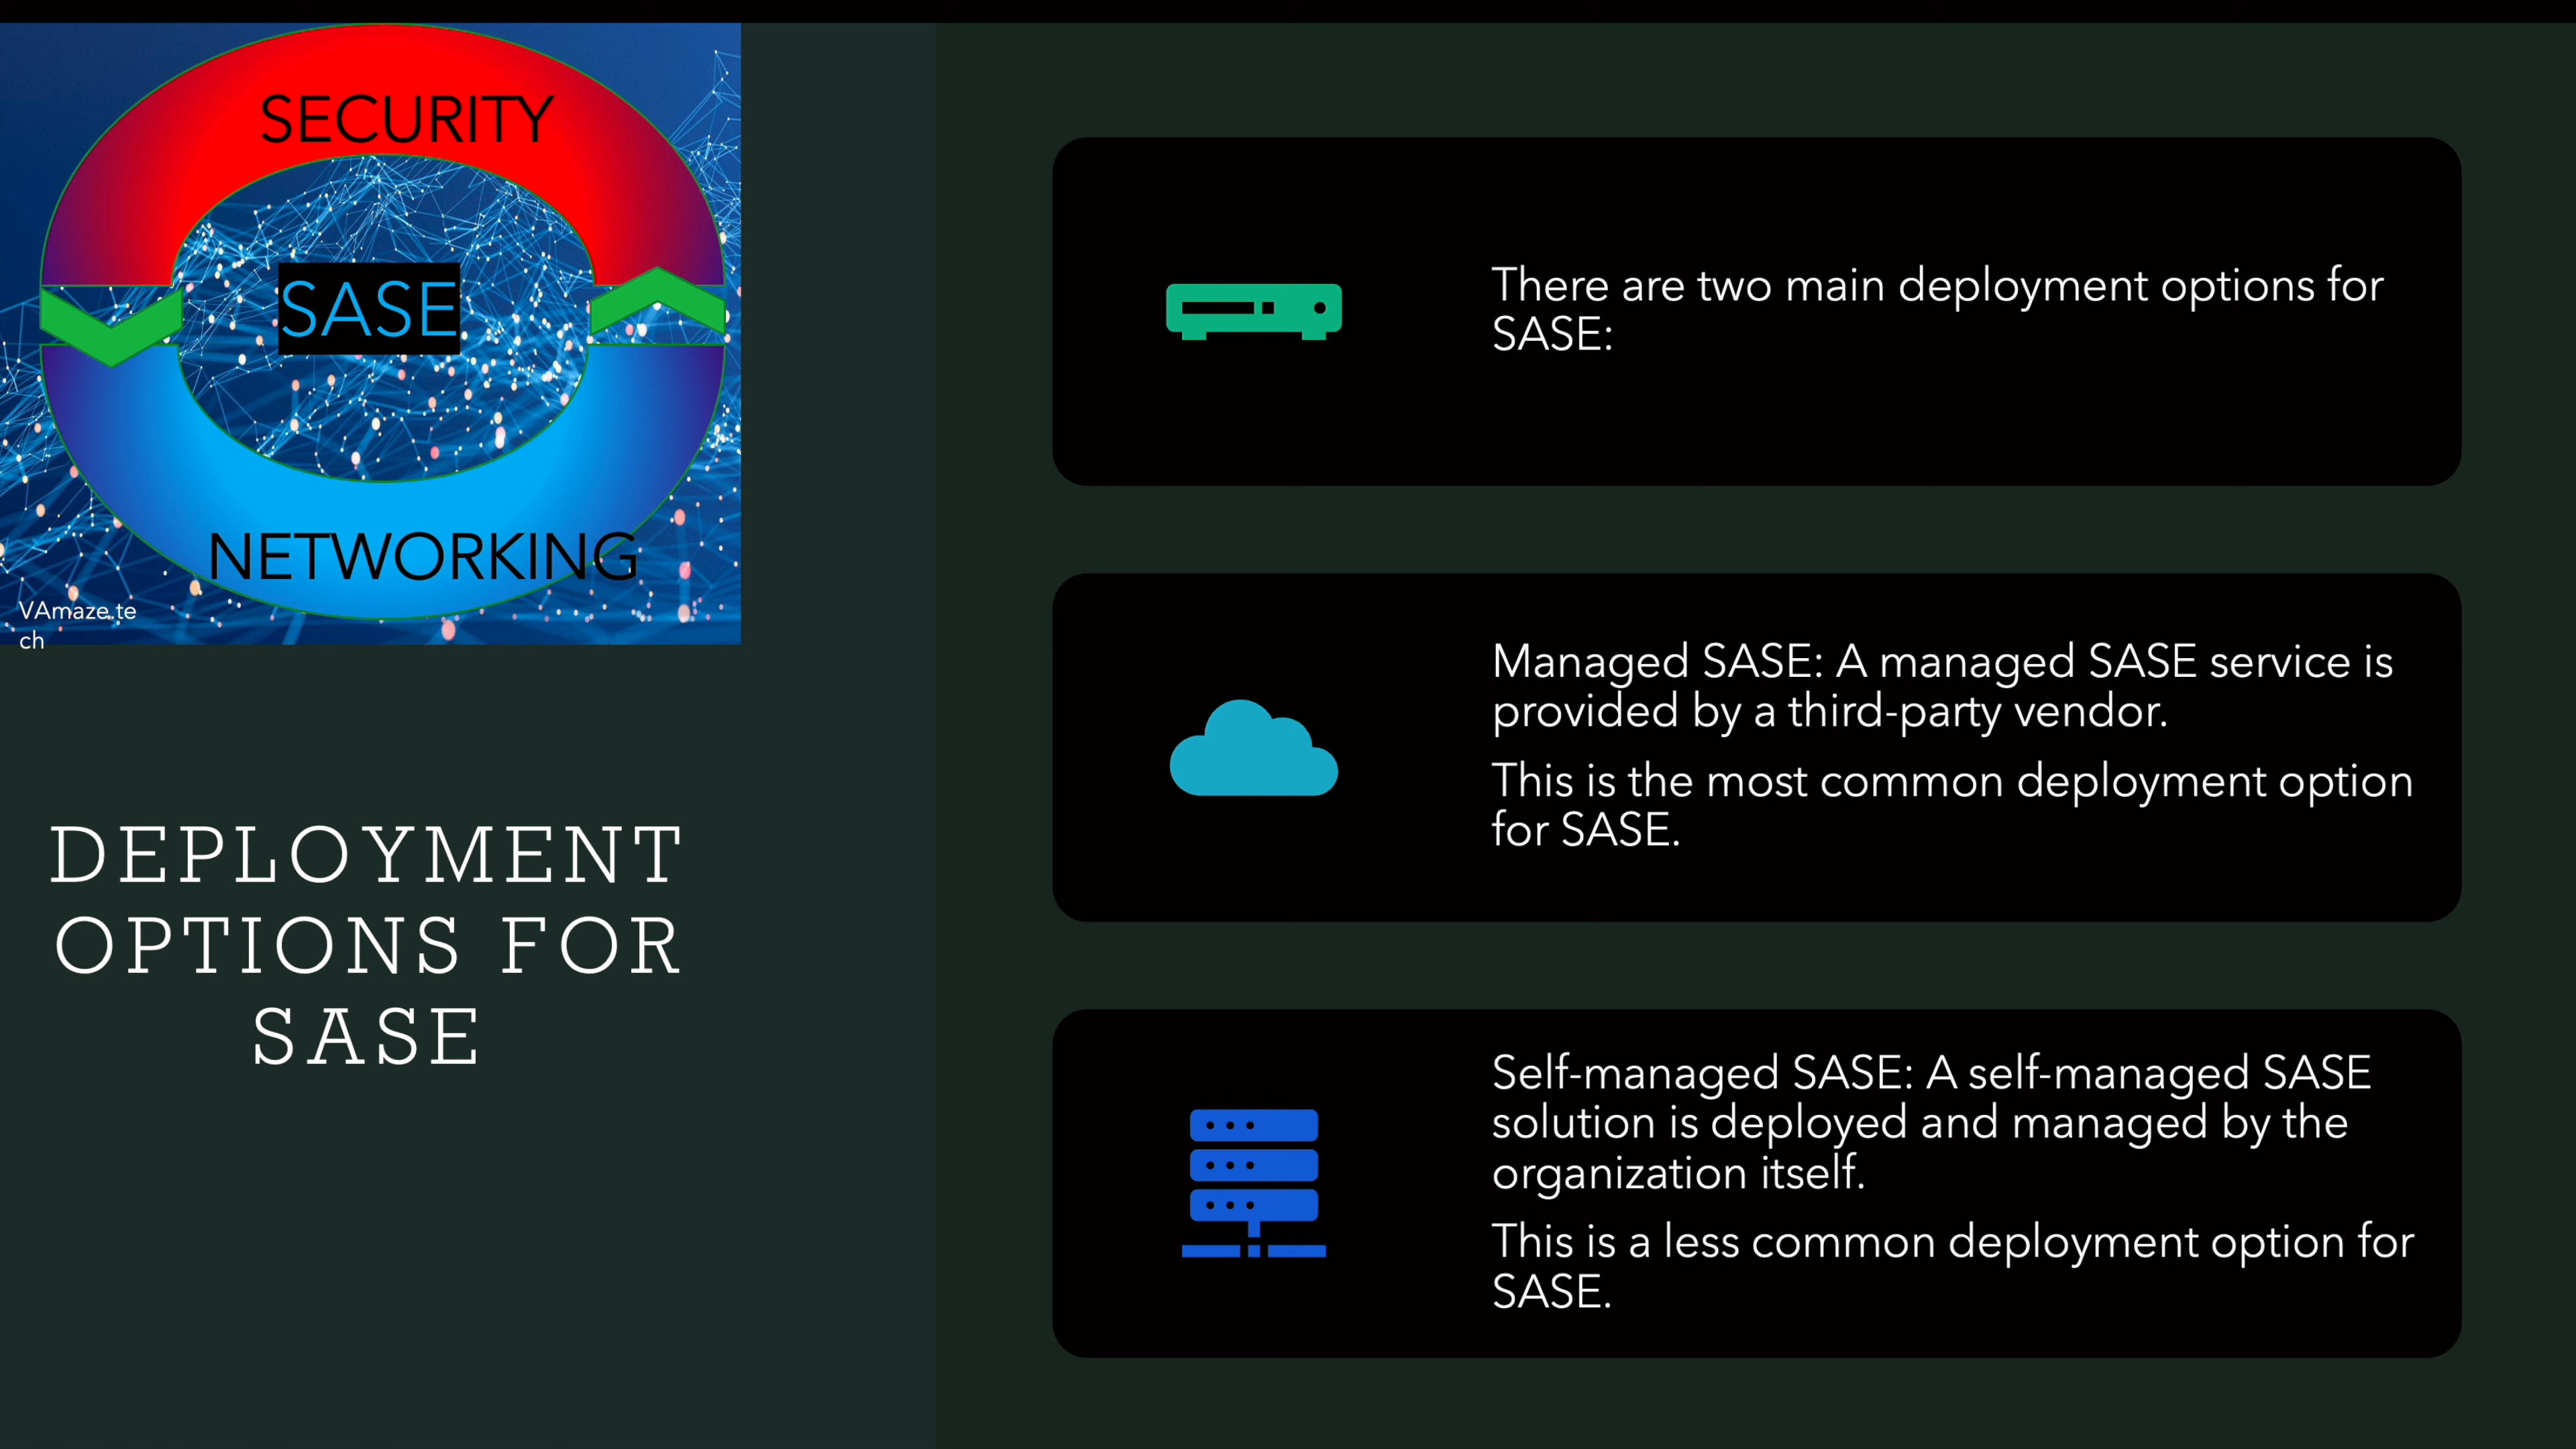 SECURITY
SASE
NETWORKING
VAmaze.te
ch
DEPLOYMENT
OPTIONS FOR
SASE
There are two main deployment options for
SASE:
Managed SASE: A managed SASE service is
provided by a third-party vendor.
This is the most common deployment option
for SASE.
Self-managed SASE: A self-managed SASE
solution is deployed and managed by the
organization itself.
This is a less common deployment option for
SASE.